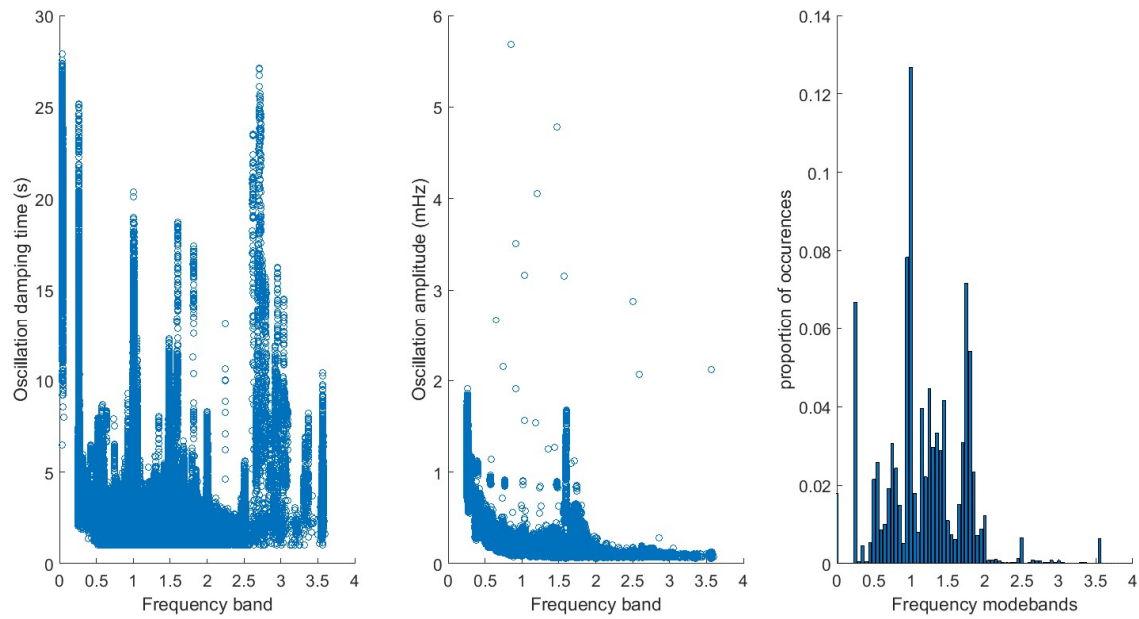 30
25
20
15
10
5
0
Oscillation damping time (s)
0 0.5 1 1.5 2 2.5 3 3.5 4
Frequency band
6
5
4
3
2
1
0
Oscillation amplitude (mHz)
0 0.5 1 1.5 2 2.5 3 3.5 4
Frequency band
0.14
0.12
0.1
0.08
0.06
0.04
0.02
0
proportion of occurences
0 0.5 1 1.5 2 2.5 3 3.5 4
Frequency modebands